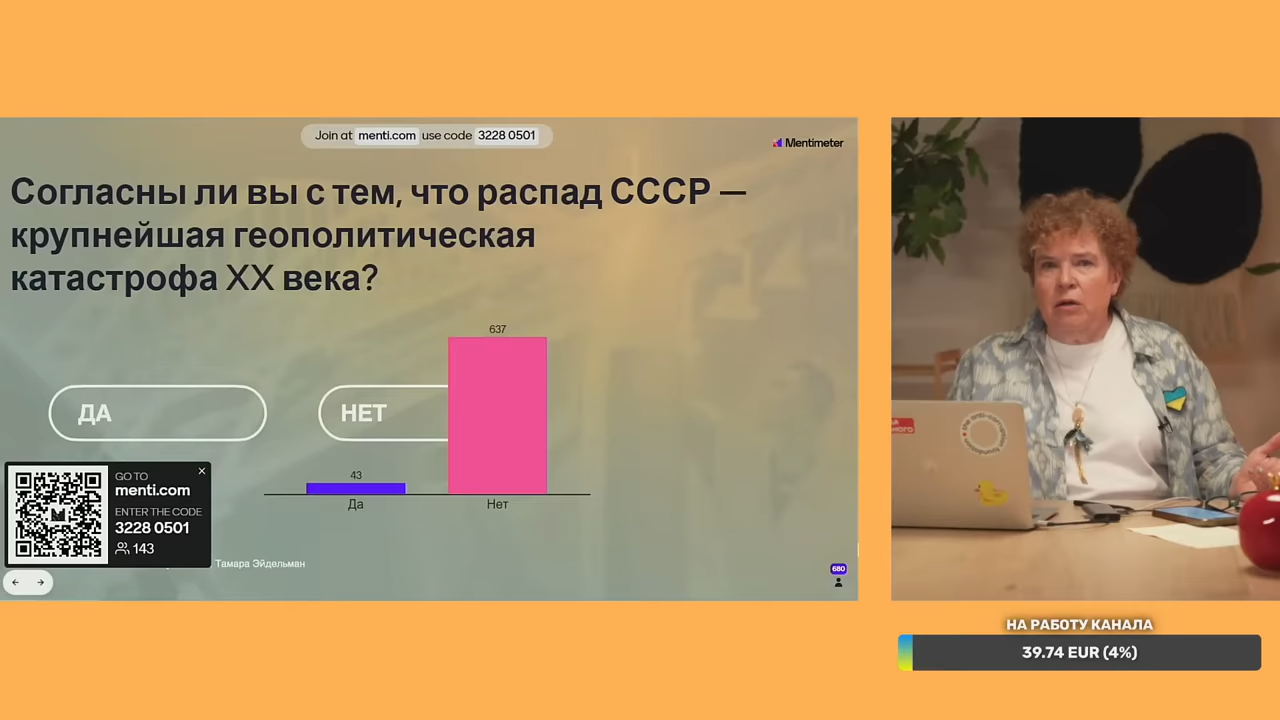 Join at menti.com use code 3228 0501
Mentimeter
Согласны ли вы с тем, что распад СССР —
крупнейшая геополитическая
катастрофа XX века?
637
ДА
НЕТ
43
Да
Нет
GO TO
menti.com
ENTER THE CODE
3228 0501
143
Тамара Эйдельман
680
НА РАБОТУ КАНАЛА
39.74 EUR (4%)